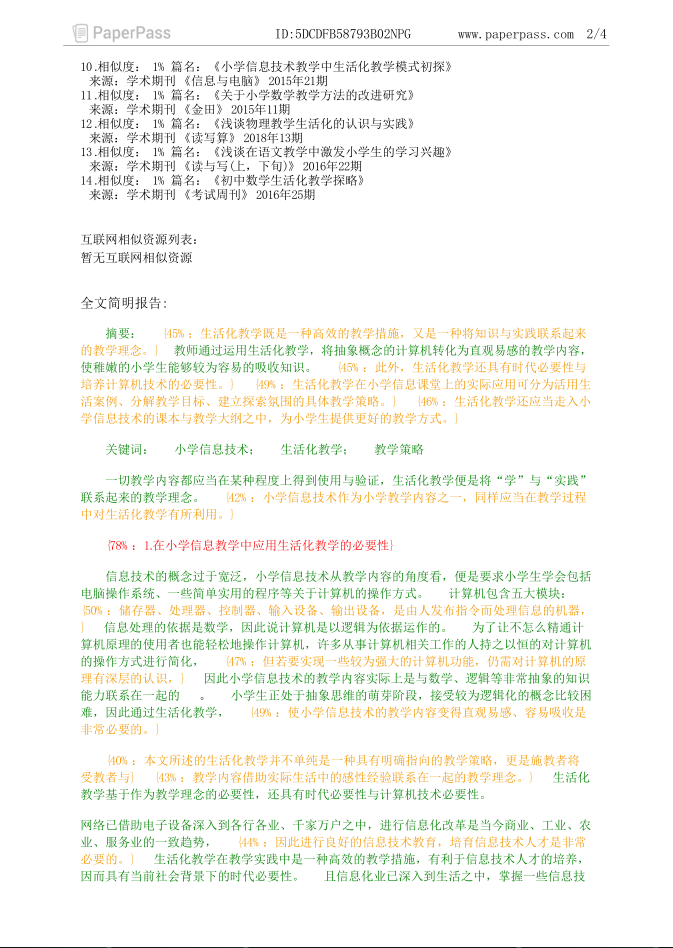 PaperPass ID:5DCDFB58793B02NPG www.paperpass.com 2/4
10.相似度： 1% 篇名：《小学信息技术教学中生活化教学模式初探》
来源：学术期刊 《信息与电脑》 2015年21期
11.相似度： 1% 篇名：《关于小学数学教学方法的改进研究》
来源：学术期刊 《金田》 2015年11期
12.相似度： 1% 篇名：《浅谈物理教学生活化的认识与实践》
来源：学术期刊 《读写算》 2018年13期
13.相似度： 1% 篇名：《浅谈在语文教学中激发小学生的学习兴趣》
来源：学术期刊 《读与写(上，下旬)》 2016年22期
14.相似度： 1% 篇名：《初中数学生活化教学探略》
来源：学术期刊 《考试周刊》 2016年25期
互联网相似资源列表：
暂无互联网相似资源
全文简明报告：
摘要： {45%：生活化教学既是一种高效的教学措施，又是一种将知识与实践联系起来
的教学理念。} 教师通过运用生活化教学，将抽象概念的计算机转化为直观易感的教学内容，
使稚嫩的小学生能够较为容易的吸收知识。 {45%：此外，生活化教学还具有时代必要性与
培养计算机技术的必要性。} {49%：生活化教学在小学信息课堂上的实际应用可分为活用生
活案例、分解教学目标、建立探索氛围的具体教学策略。} {46%：生活化教学还应当走入小
学信息技术的课本与教学大纲之中，为小学生提供更好的教学方式。}
关键词： 小学信息技术； 生活化教学； 教学策略
一切教学内容都应当在某种程度上得到使用与验证，生活化教学便是将“学”与“实践”
联系起来的教学理念。 {42%：小学信息技术作为小学教学内容之一，同样应当在教学过程
中对生活化教学有所利用。}
{78%：1.在小学信息教学中应用生活化教学的必要性}
信息技术的概念过于宽泛，小学信息技术从教学内容的角度看，便是要求小学生学会包括
电脑操作系统、一些简单实用的程序等关于计算机的操作方式。 计算机包含五大模块：
{50%：储存器、处理器、控制器、输入设备、输出设备，是由人发布指令而处理信息的机器，
} 信息处理的依据是数学，因此说计算机是以逻辑为依据运作的。 为了让不怎么精通计
算机原理的使用者也能轻松地操作计算机，许多从事计算机相关工作的人持之以恒的对计算机
的操作方式进行简化， {47%：但若要实现一些较为强大的计算机功能，仍需对计算机的原
理有深层的认识，} 因此小学信息技术的教学内容实际上是与数学、逻辑等非常抽象的知识
能力联系在一起的 。 小学生正处于抽象思维的萌芽阶段，接受较为逻辑化的概念比较困
难，因此通过生活化教学， {49%：使小学信息技术的教学内容变得直观易感、容易吸收是
非常必要的。}
{40%：本文所述的生活化教学并不单纯是一种具有明确指向的教学策略，更是施教者将
受教者与} {43%：教学内容借助实际生活中的感性经验联系在一起的教学理念。} 生活化
教学基于作为教学理念的必要性，还具有时代必要性与计算机技术必要性。
网络已借助电子设备深入到各行各业、千家万户之中，进行信息化改革是当今商业、工业、农
业、服务业的一致趋势， {44%：因此进行良好的信息技术教育，培育信息技术人才是非常
必要的。} 生活化教学在教学实践中是一种高效的教学措施，有利于信息技术人才的培养，
因而具有当前社会背景下的时代必要性。 且信息化业已深入到生活之中，掌握一些信息技